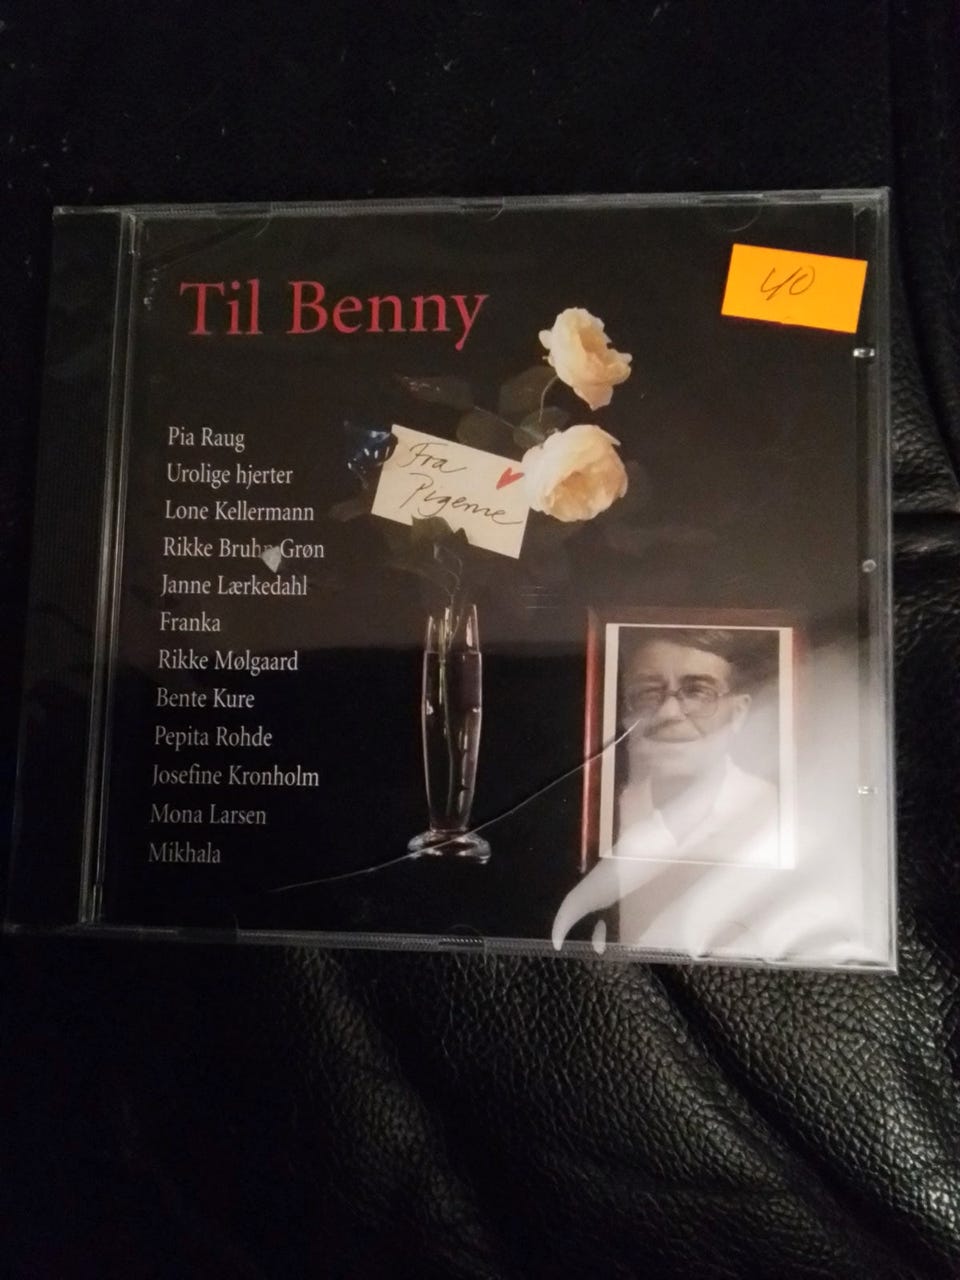 Til Benny
40
Fra
Pigerne
Pia Raug
Urolige hjerter
Lone Kellermann
Rikke Bruhn Grøn
Janne Lærkedahl
Franka
Rikke Mølgaard
Bente Kure
Pepita Rohde
Josefine Kronholm
Mona Larsen
Mikhala